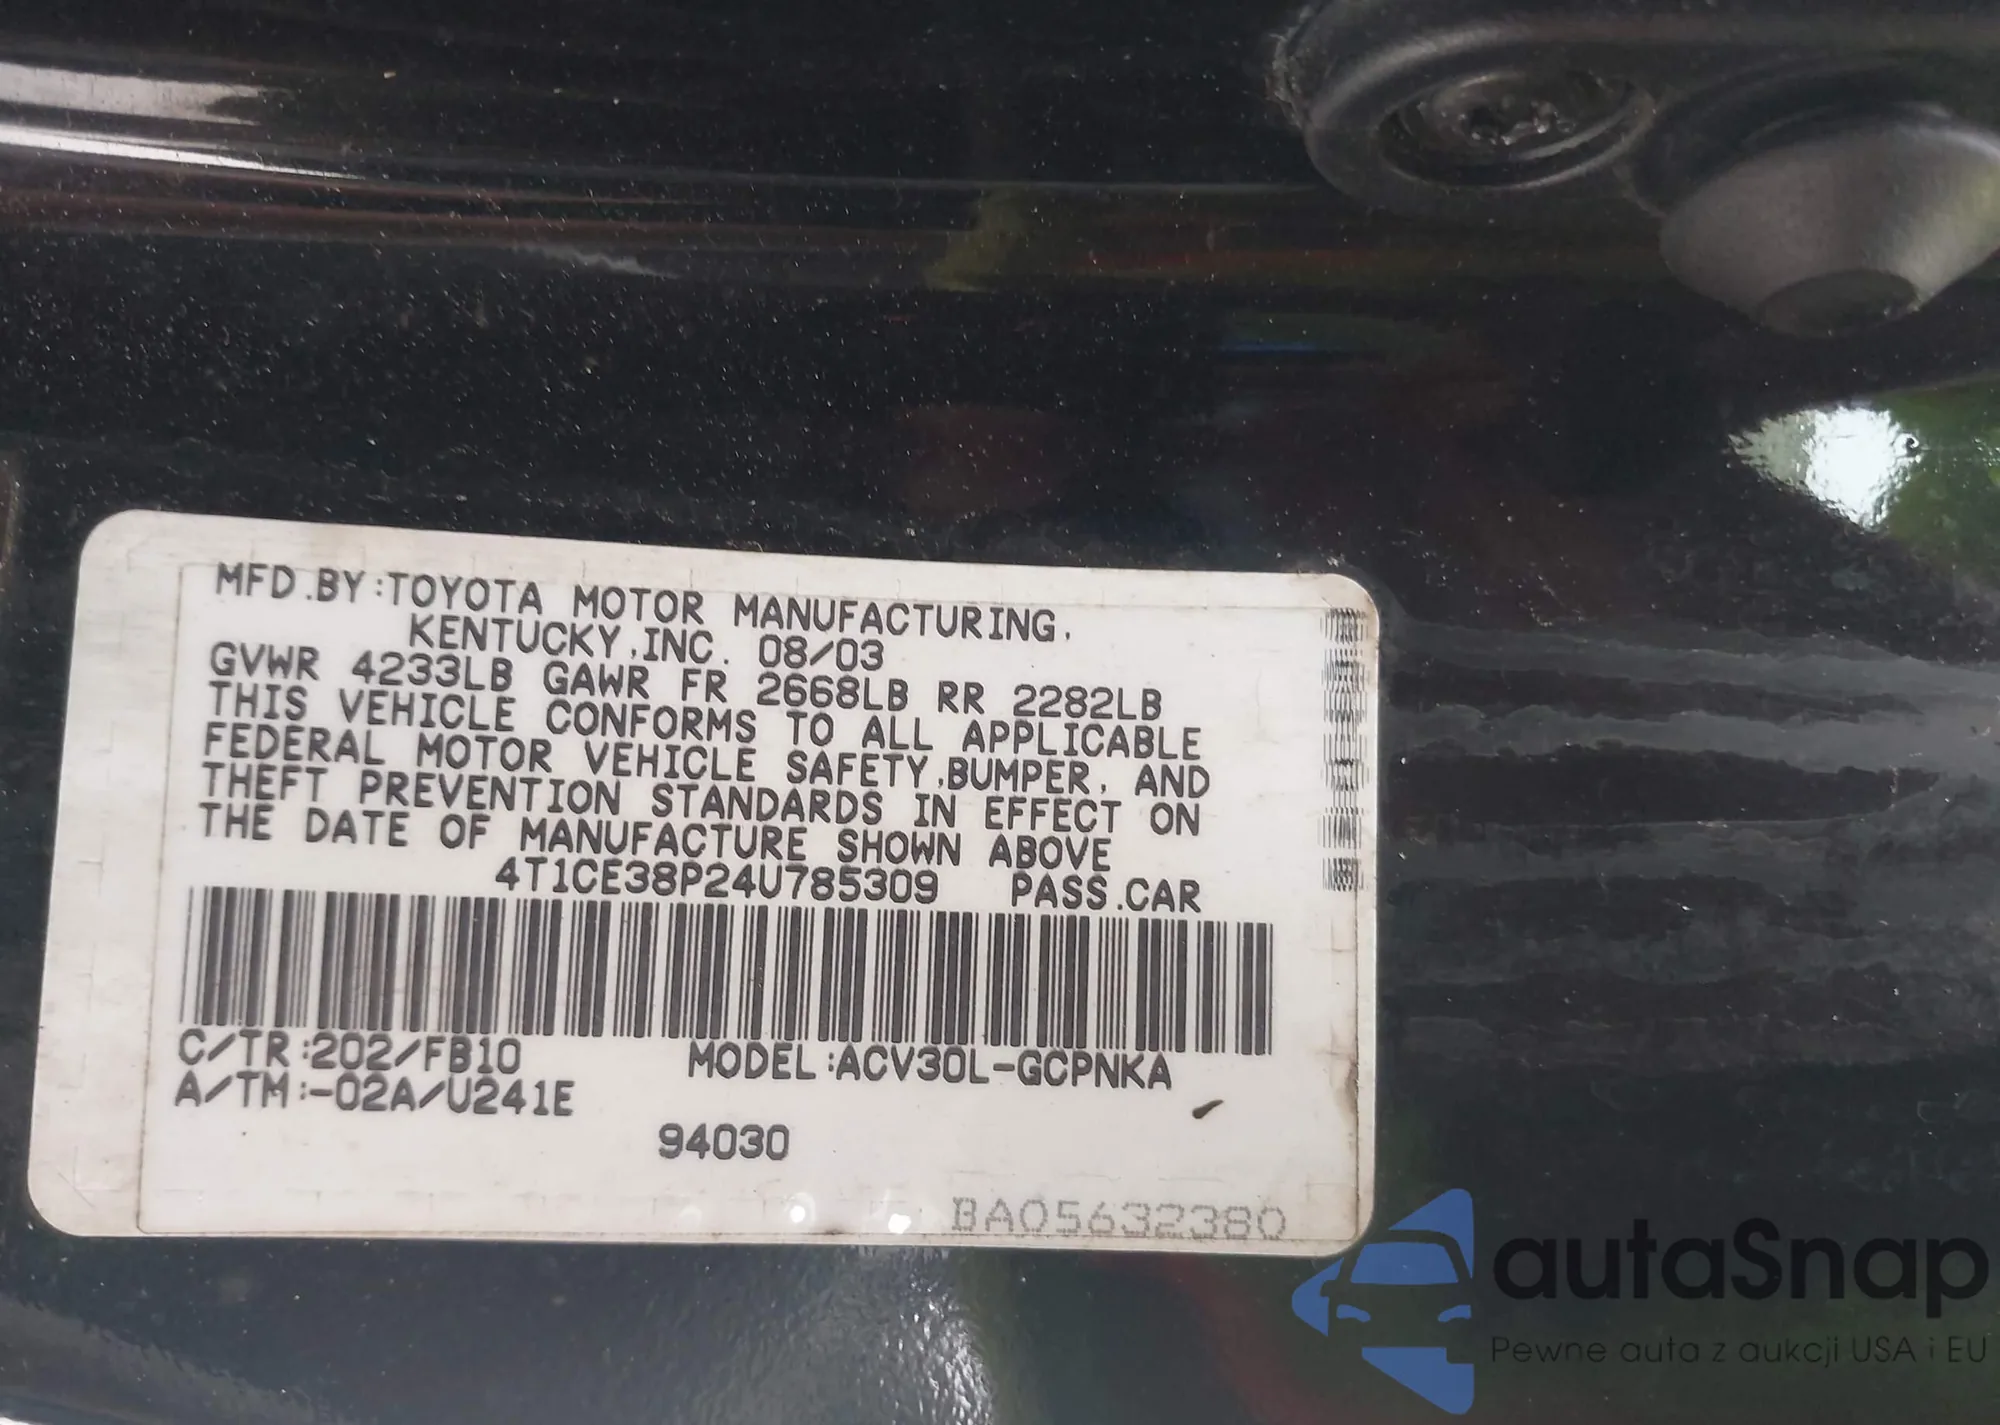 MFD.BY:TOYOTA MOTOR MANUFACTURING,
KENTUCKY,INC. 08/03
GVWR 4233LB GAWR FR 2668LB RR 2282LB
THIS VEHICLE CONFORMS TO ALL APPLICABLE
FEDERAL MOTOR VEHICLE SAFETY,BUMPER, AND
THEFT PREVENTION STANDARDS IN EFFECT ON
THE DATE OF MANUFACTURE SHOWN ABOVE
4T1CE38P24U785309 PASS.CAR
C/TR:202/FB10 MODEL:ACV30L-GCPNKA
A/TM:-02A/U241E
94030
BA05632380
autaSnap
Pewne auta z aukcji USA i EU